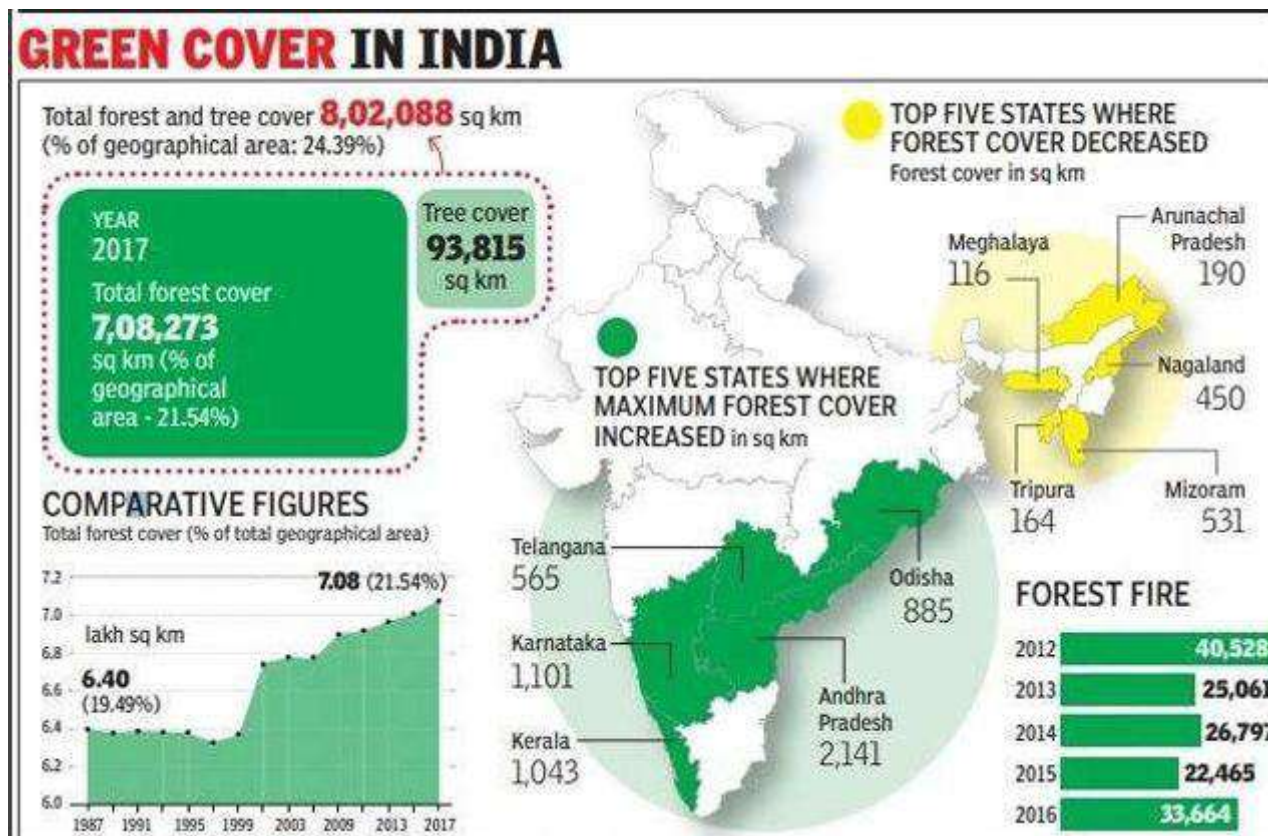 GREEN COVER IN INDIA
Total forest and tree cover 8,02,088 sq km
(% of geographical area: 24.39%)
YEAR
2017
Total forest cover
7,08,273
sq km (% of
geographical
area - 21.54%)
Tree cover
93,815
sq km
TOP FIVE STATES WHERE
FOREST COVER DECREASED
Forest cover in sq km
Meghalaya
116
Arunachal
Pradesh
190
Nagaland
450
Tripura
164
Mizoram
531
TOP FIVE STATES WHERE
MAXIMUM FOREST COVER
INCREASED in sq km
Telangana
565
Karnataka
1,101
Kerala
1,043
Odisha
885
Andhra
Pradesh
2,141
COMPARATIVE FIGURES
Total forest cover (% of total geographical area)
7.2
7.0
6.8
6.6
6.4
6.2
6.0
lakh sq km
6.40
(19.49%)
7.08 (21.54%)
1987 1991 1995 1999 2003 2009 2013 2017
FOREST FIRE
2012 40,528
2013 25,061
2014 26,797
2015 22,465
2016 33,664